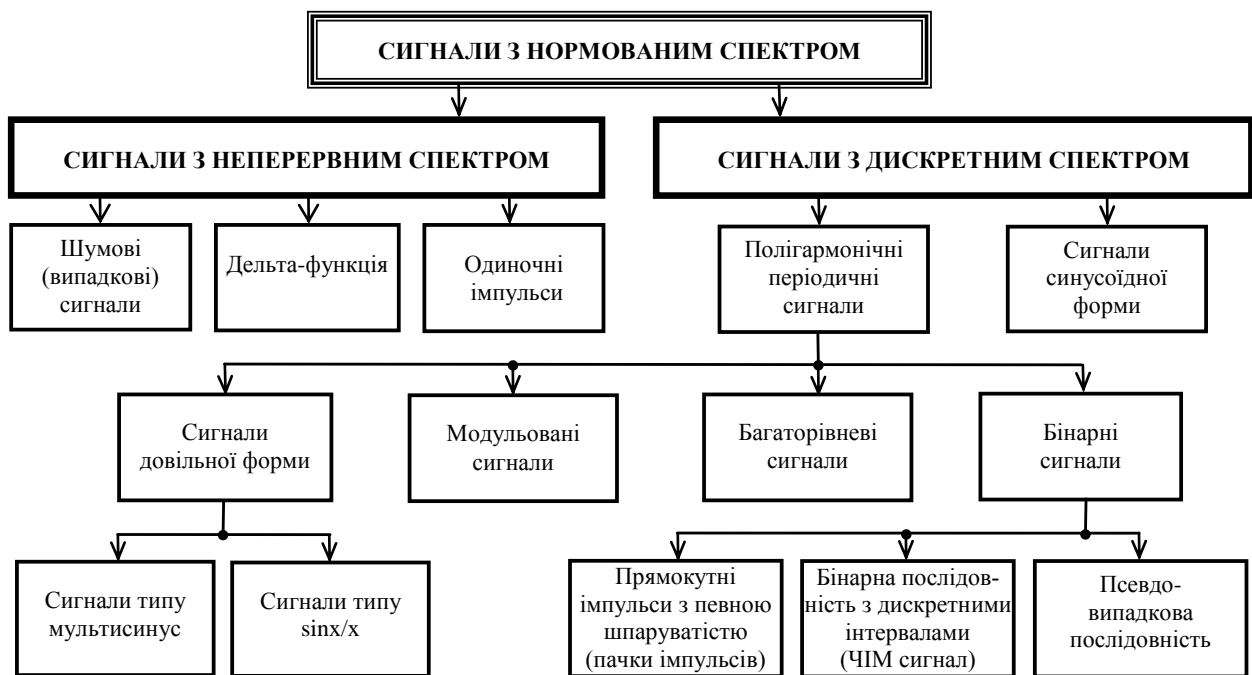 СИГНАЛИ З НОРМОВАНИМ СПЕКТРОМ
СИГНАЛИ З НЕПЕРЕРВНИМ СПЕКТРОМ
СИГНАЛИ З ДИСКРЕТНИМ СПЕКТРОМ
Шумові
(випадкові)
сигнали
Дельта-функція
Одиночні
імпульси
Полігармонічні
періодичні
сигнали
Сигнали
синусоїдної
форми
Сигнали
довільної форми
Модульовані
сигнали
Багаторівневі
сигнали
Бінарні
сигнали
Сигнали типу
мультисинус
Сигнали типу
sinx/x
Прямокутні
імпульси з певною
шпаруватістю
(пачки імпульсів)
Бінарна послідов-
ність з дискретними
інтервалами
(ЧІМ сигнал)
Псевдо-
випадкова
послідовність